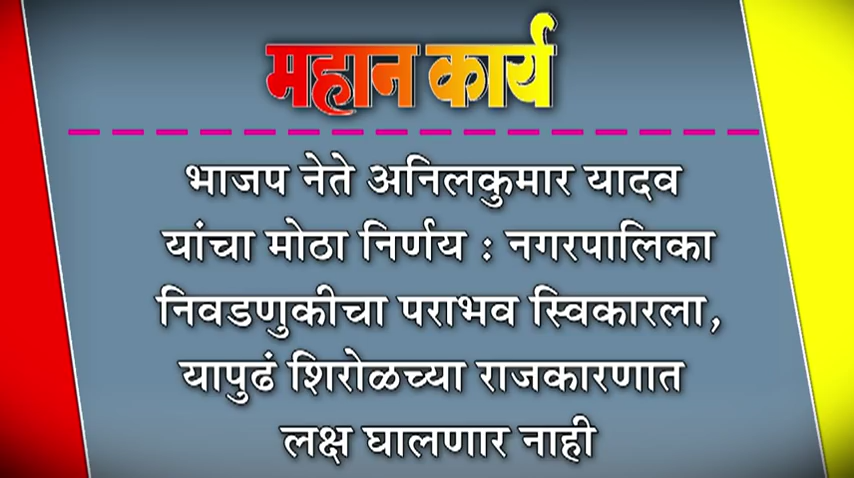 महान कार्य
भाजप नेते अनिलकुमार यादव
यांचा मोठा निर्णय : नगरपालिका
निवडणुकीचा पराभव स्विकारला,
यापुढं शिरोळच्या राजकारणात
लक्ष घालणार नाही